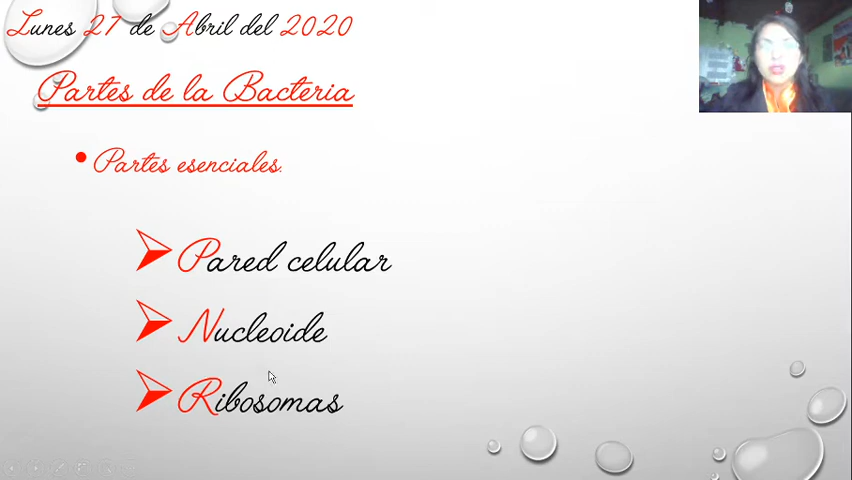 Lunes 27 de Abril del 2020
Partes de la Bacteria
Partes esenciales.
Pared celular
Nucleoide
Ribosomas